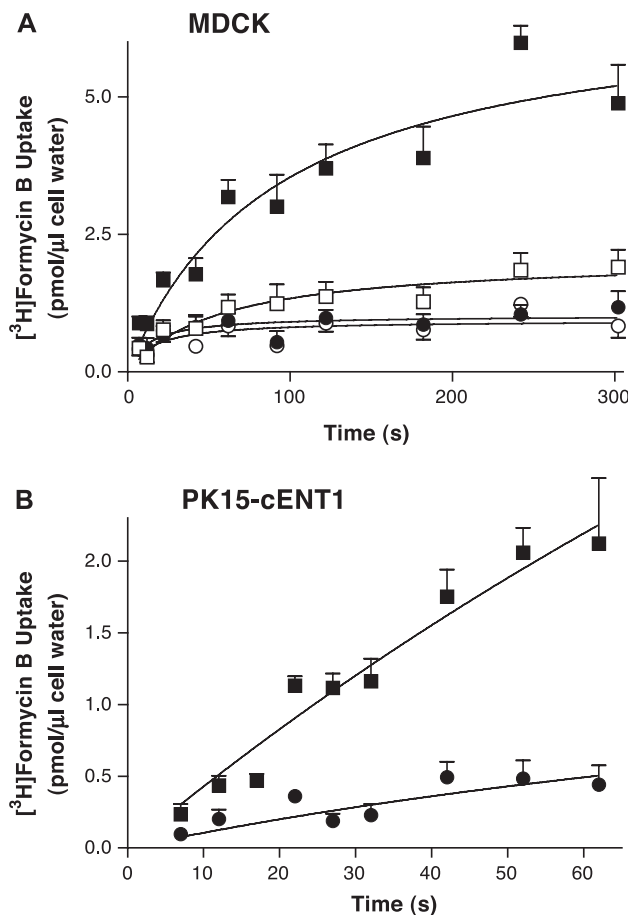 A MDCK
[³H]Formycin B Uptake
(pmol/µl cell water)
5.0
2.5
0.0
100
200
300
Time (s)
B PK15-cENT1
[³H]Formycin B Uptake
(pmol/µl cell water)
2.0
1.5
1.0
0.5
0.0
0 10 20 30 40 50 60
Time (s)